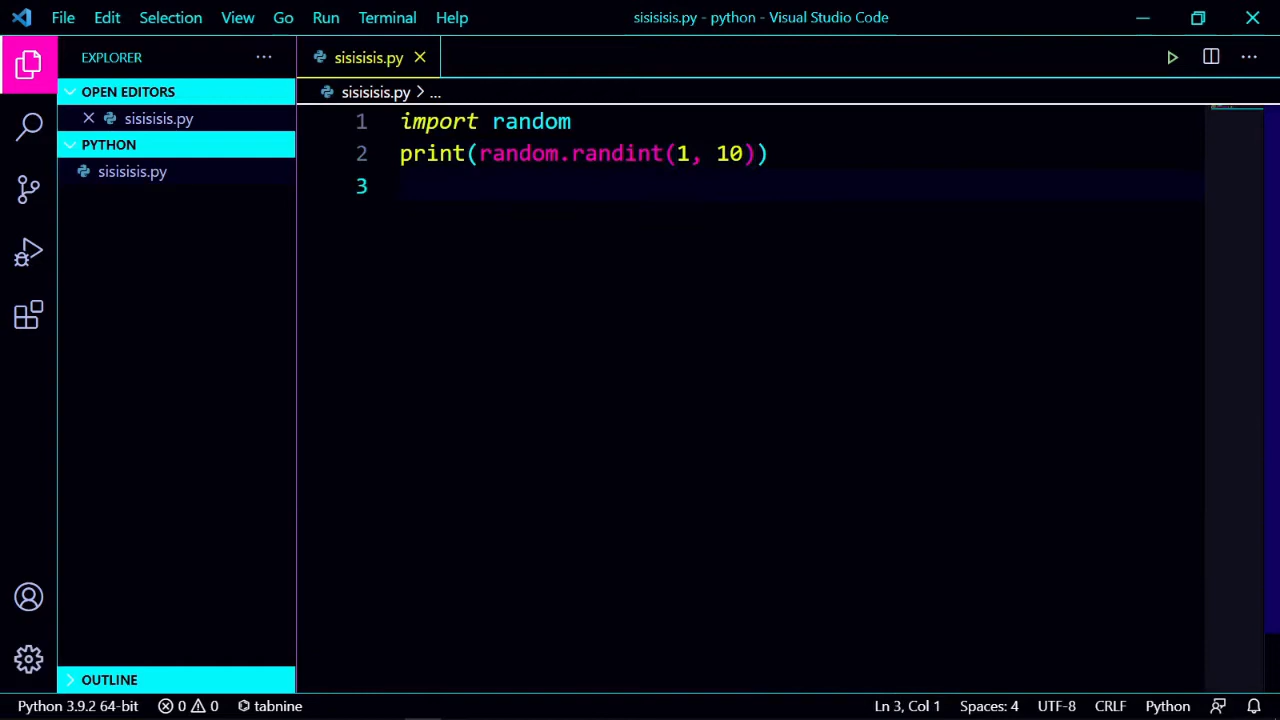 File Edit Selection View Go Run Terminal Help sisisisis.py - python - Visual Studio Code
EXPLORER ...
sisisisis.py
OPEN EDITORS
sisisisis.py
PYTHON
sisisisis.py
sisisisis.py > ...
1 import random
2 print(random.randint(1, 10))
3
OUTLINE
Python 3.9.2 64-bit 0 0 tabnine Ln 3, Col 1 Spaces: 4 UTF-8 CRLF Python